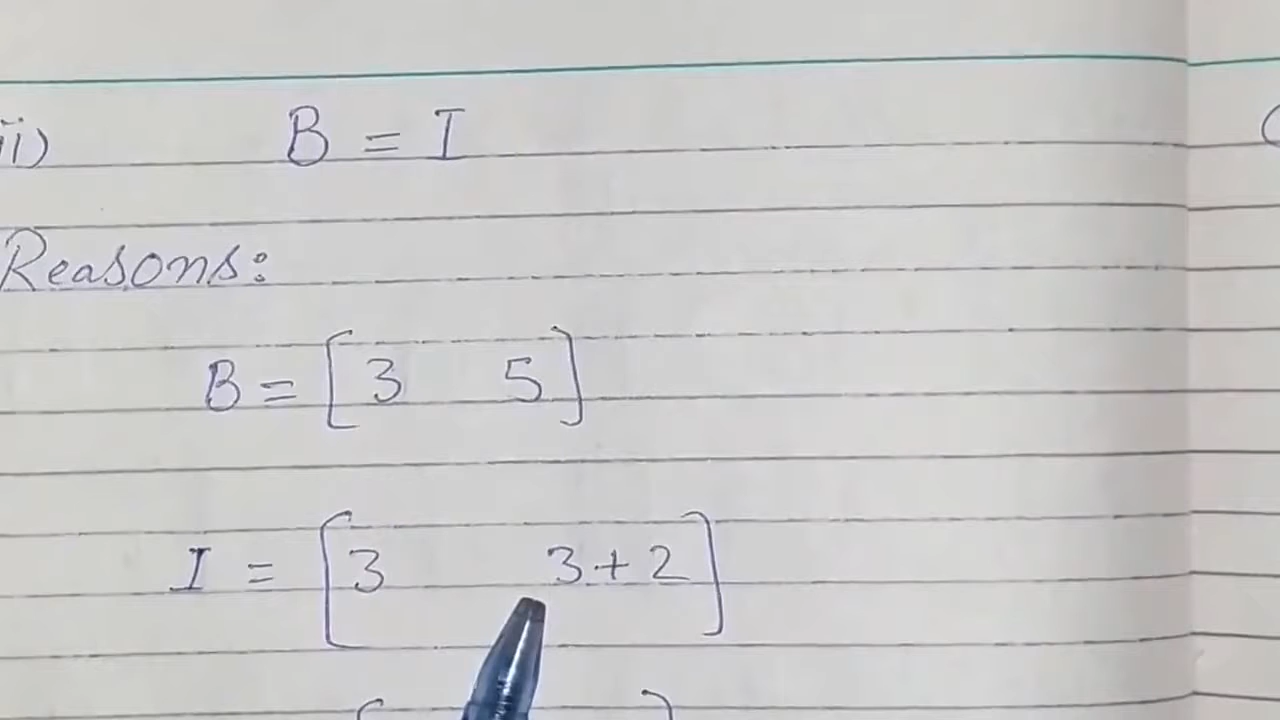 ii) B = I
Reasons:
B = [3 5]
I = [3 3+2]